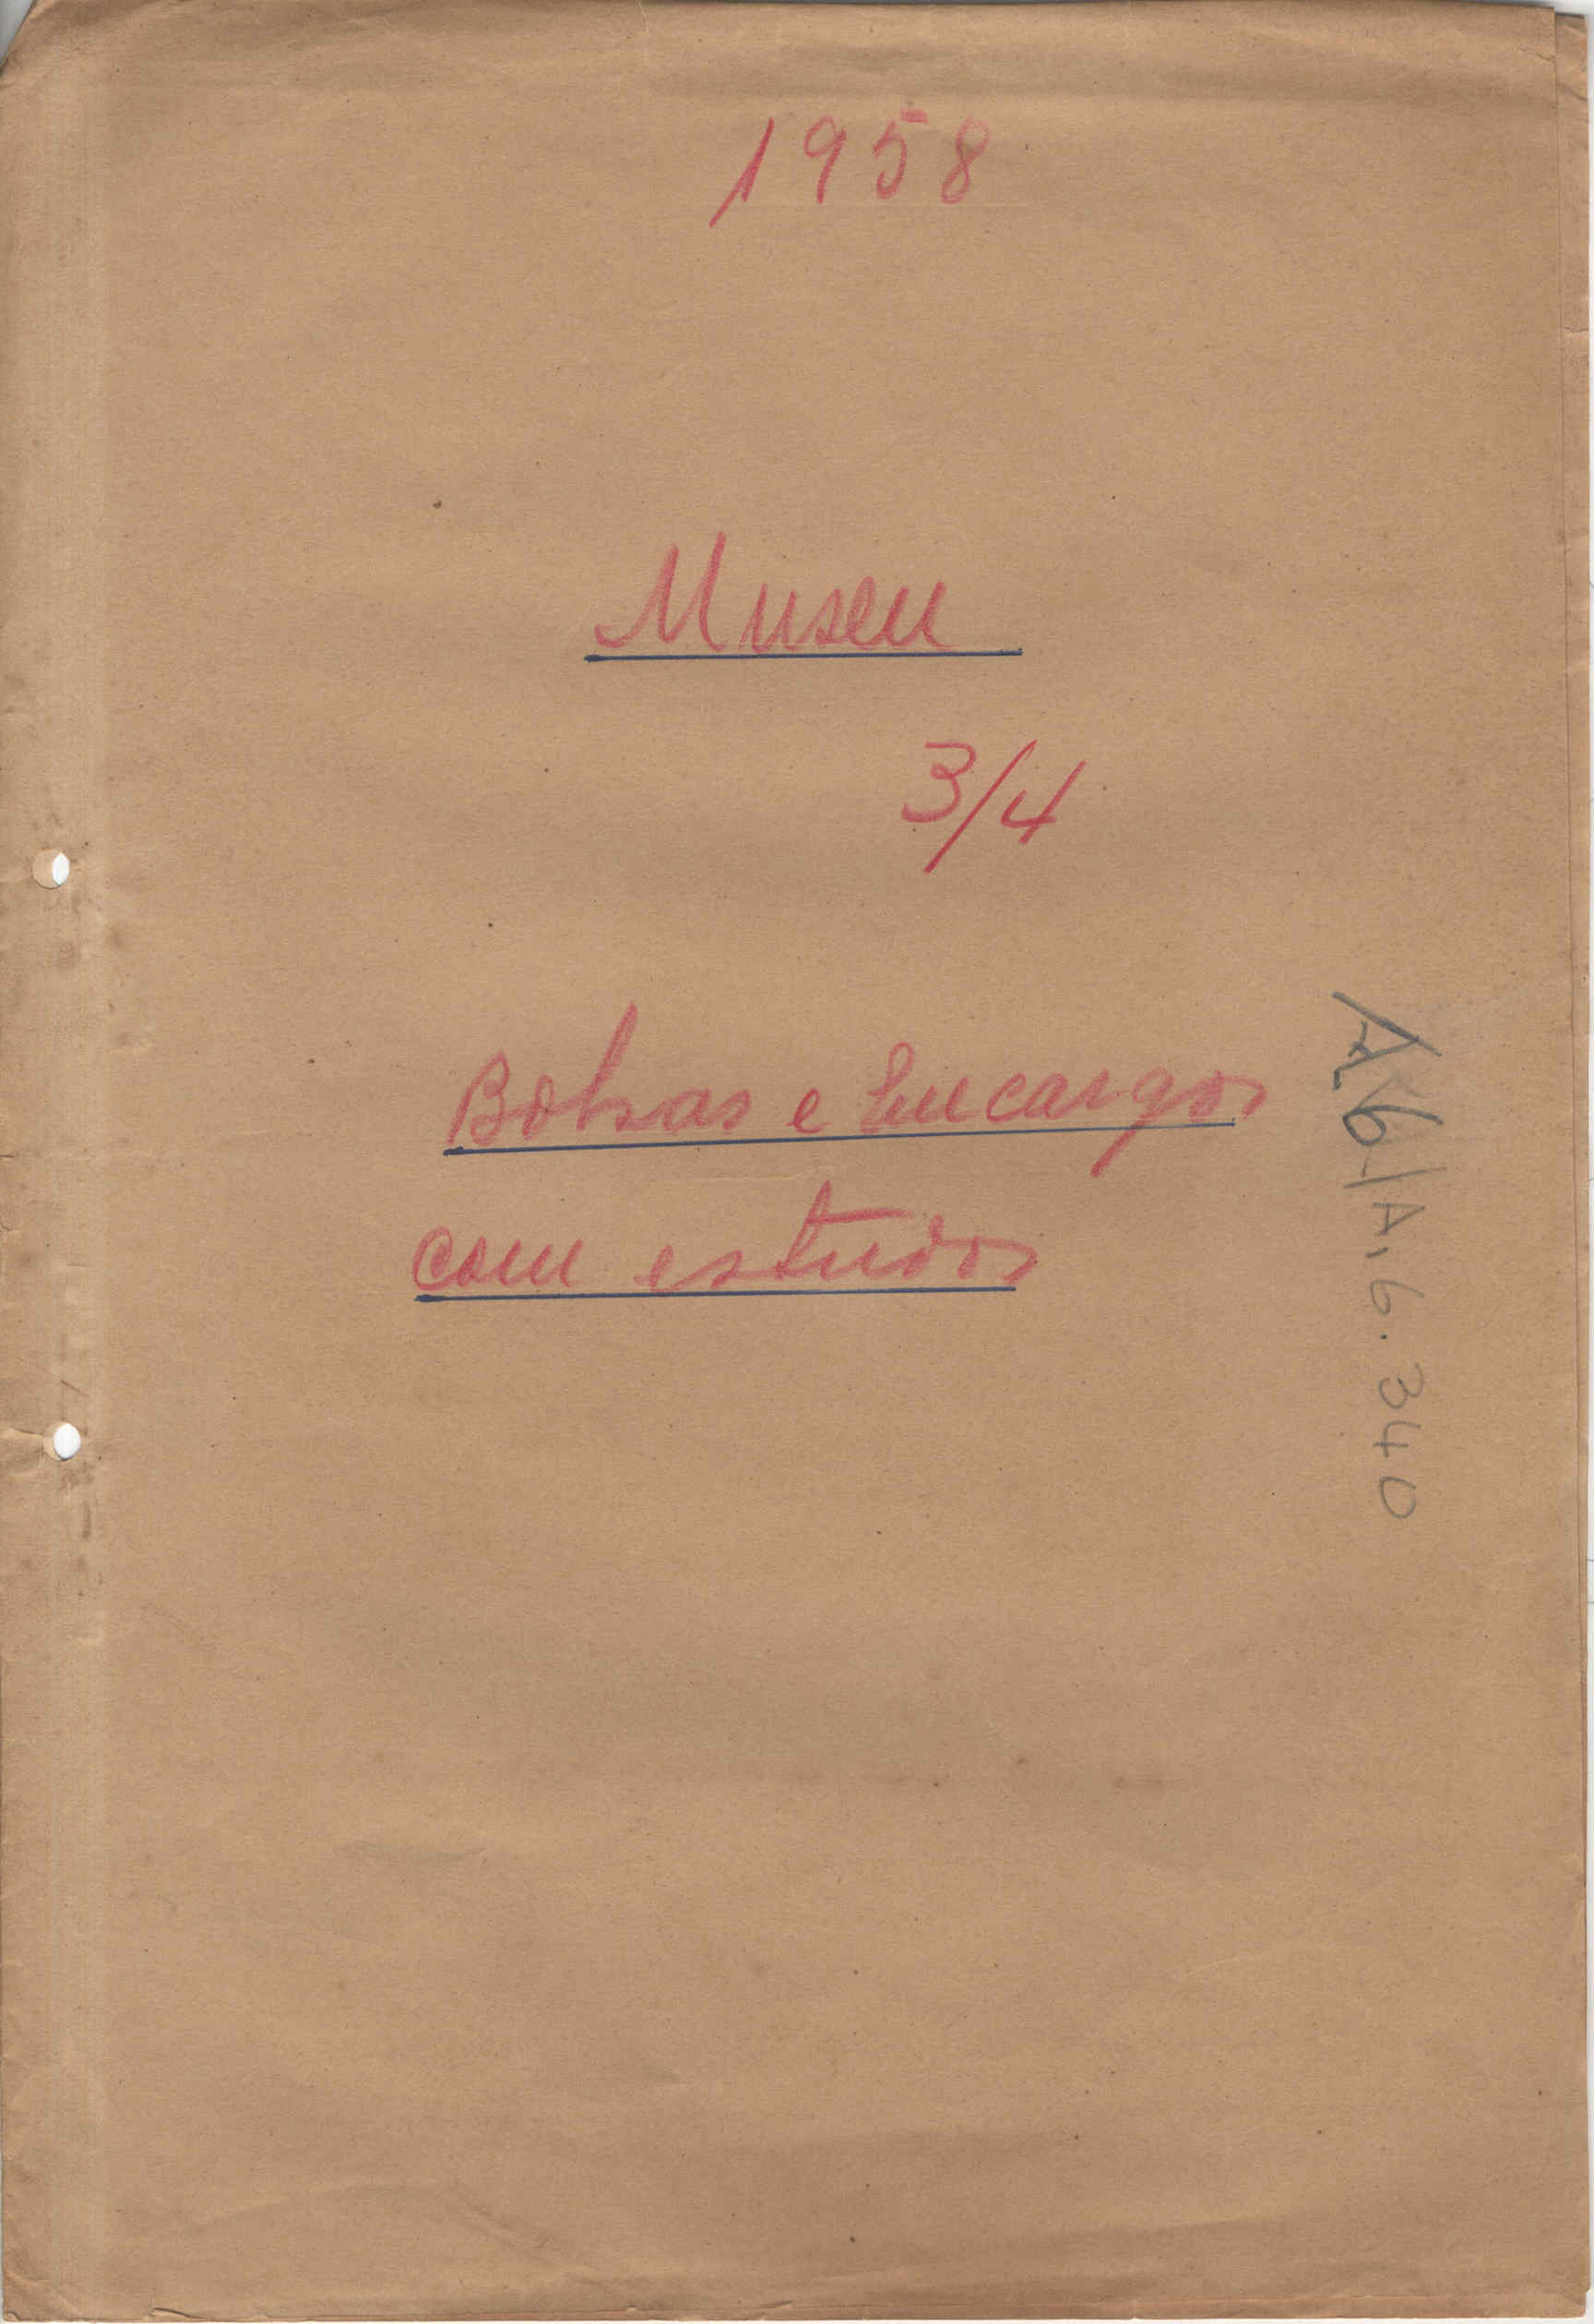 1958
Museu
3/4
Bolsas e Encargos
com estudos
A6/A.6.340